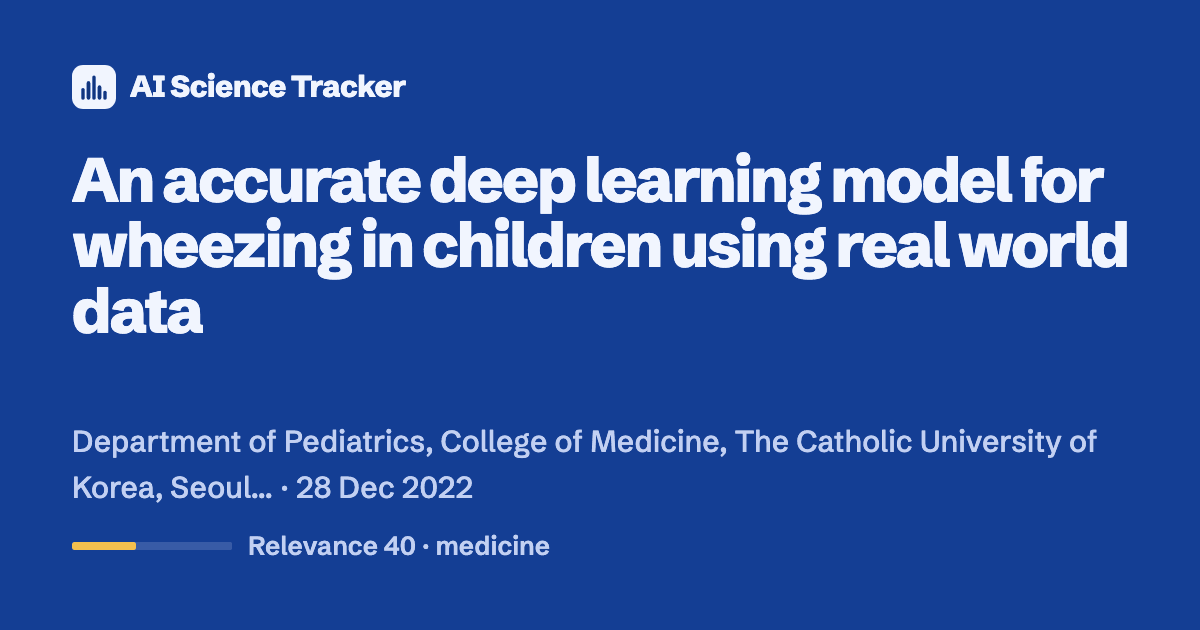 AI Science Tracker
An accurate deep learning model for
wheezing in children using real world
data
Department of Pediatrics, College of Medicine, The Catholic University of
Korea, Seoul... · 28 Dec 2022
Relevance 40 · medicine